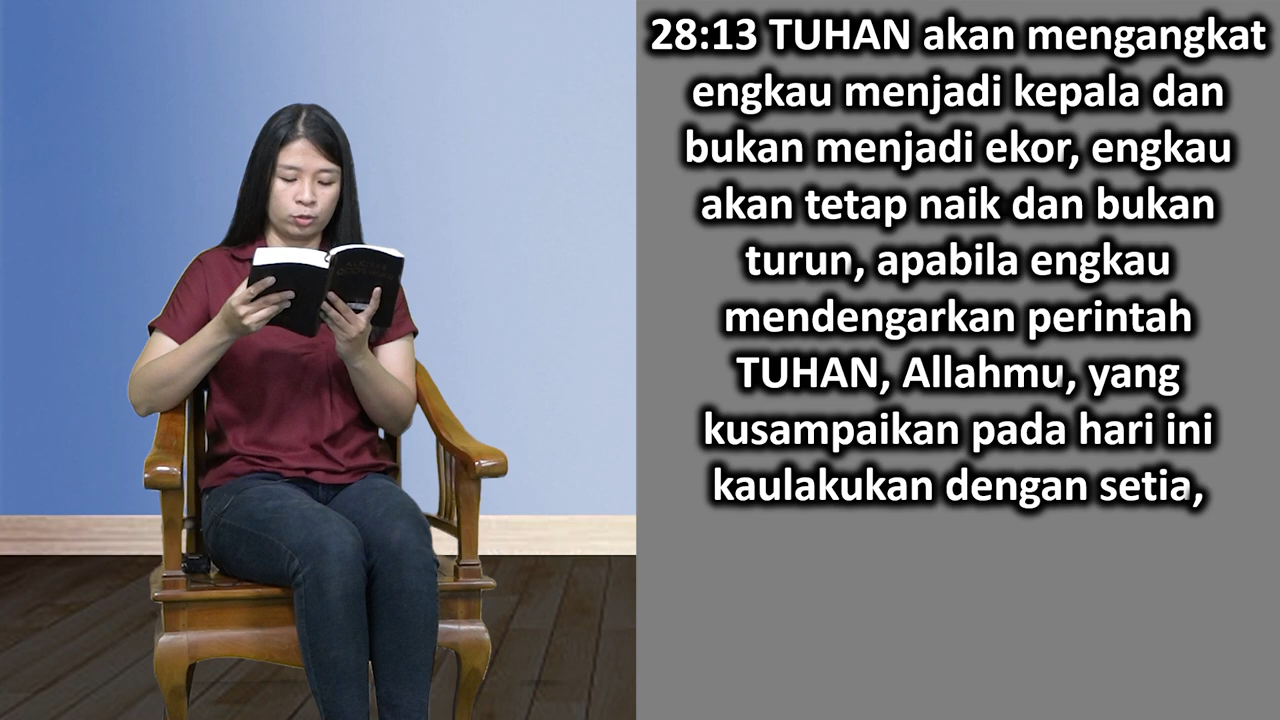 28:13 TUHAN akan mengangkat
engkau menjadi kepala dan
bukan menjadi ekor, engkau
akan tetap naik dan bukan
turun, apabila engkau
mendengarkan perintah
TUHAN, Allahmu, yang
kusampaikan pada hari ini
kaulakukan dengan setia,